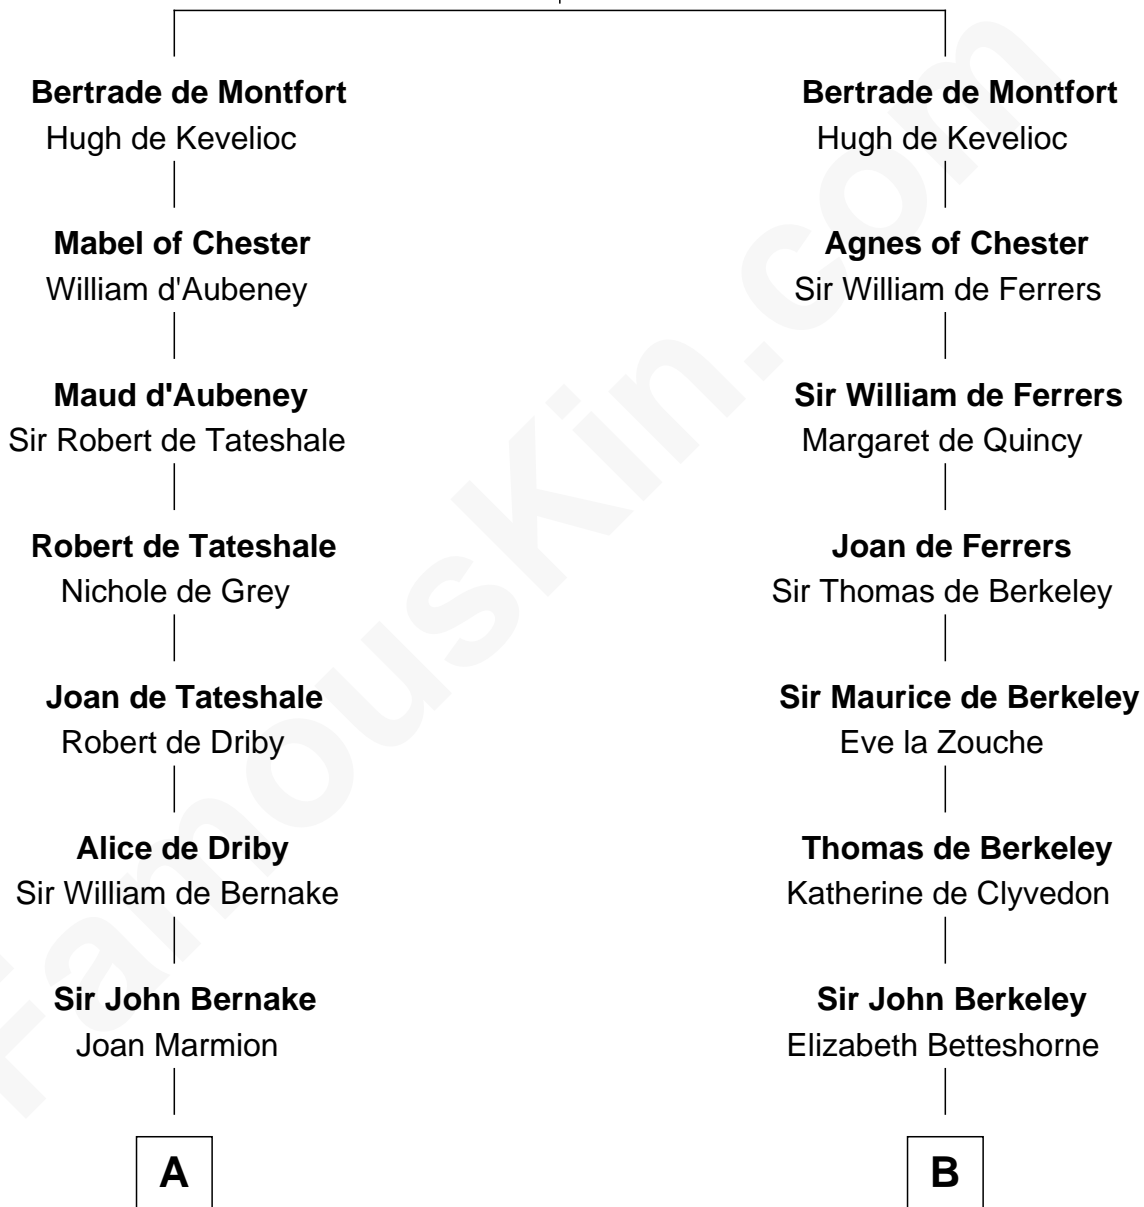 Bertrade de Montfort
Hugh de Kevelioc
Mabel of Chester
William d'Aubeney
Maud d'Aubeney
Sir Robert de Tateshale
Robert de Tateshale
Nichole de Grey
Joan de Tateshale
Robert de Driby
Alice de Driby
Sir William de Bernake
Sir John Bernake
Joan Marmion
A
Bertrade de Montfort
Hugh de Kevelioc
Agnes of Chester
Sir William de Ferrers
Sir William de Ferrers
Margaret de Quincy
Joan de Ferrers
Sir Thomas de Berkeley
Sir Maurice de Berkeley
Eve la Zouche
Thomas de Berkeley
Katherine de Clyvedon
Sir John Berkeley
Elizabeth Betteshorne
B
FamousKin.com